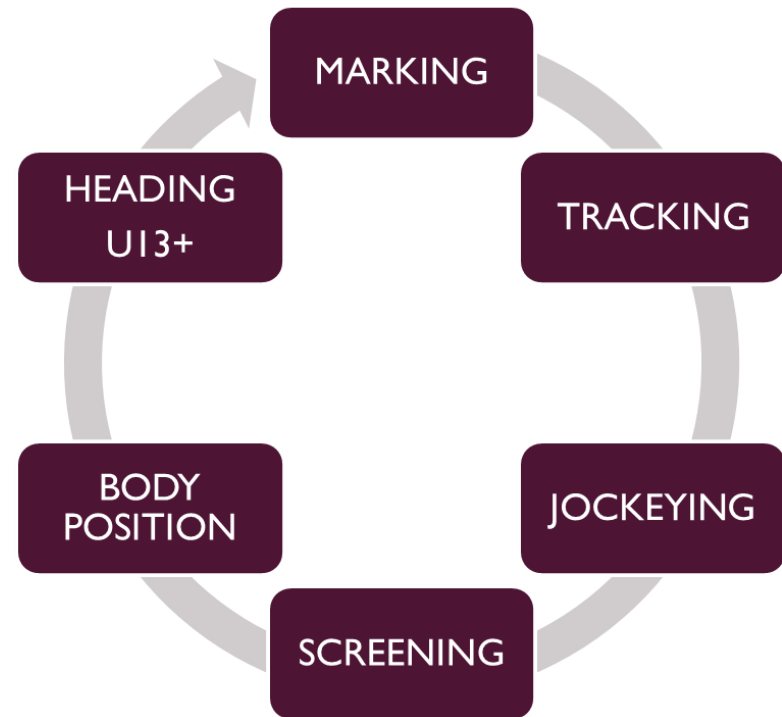 MARKING
TRACKING
JOCKEYING
SCREENING
BODY
POSITION
HEADING
U13+